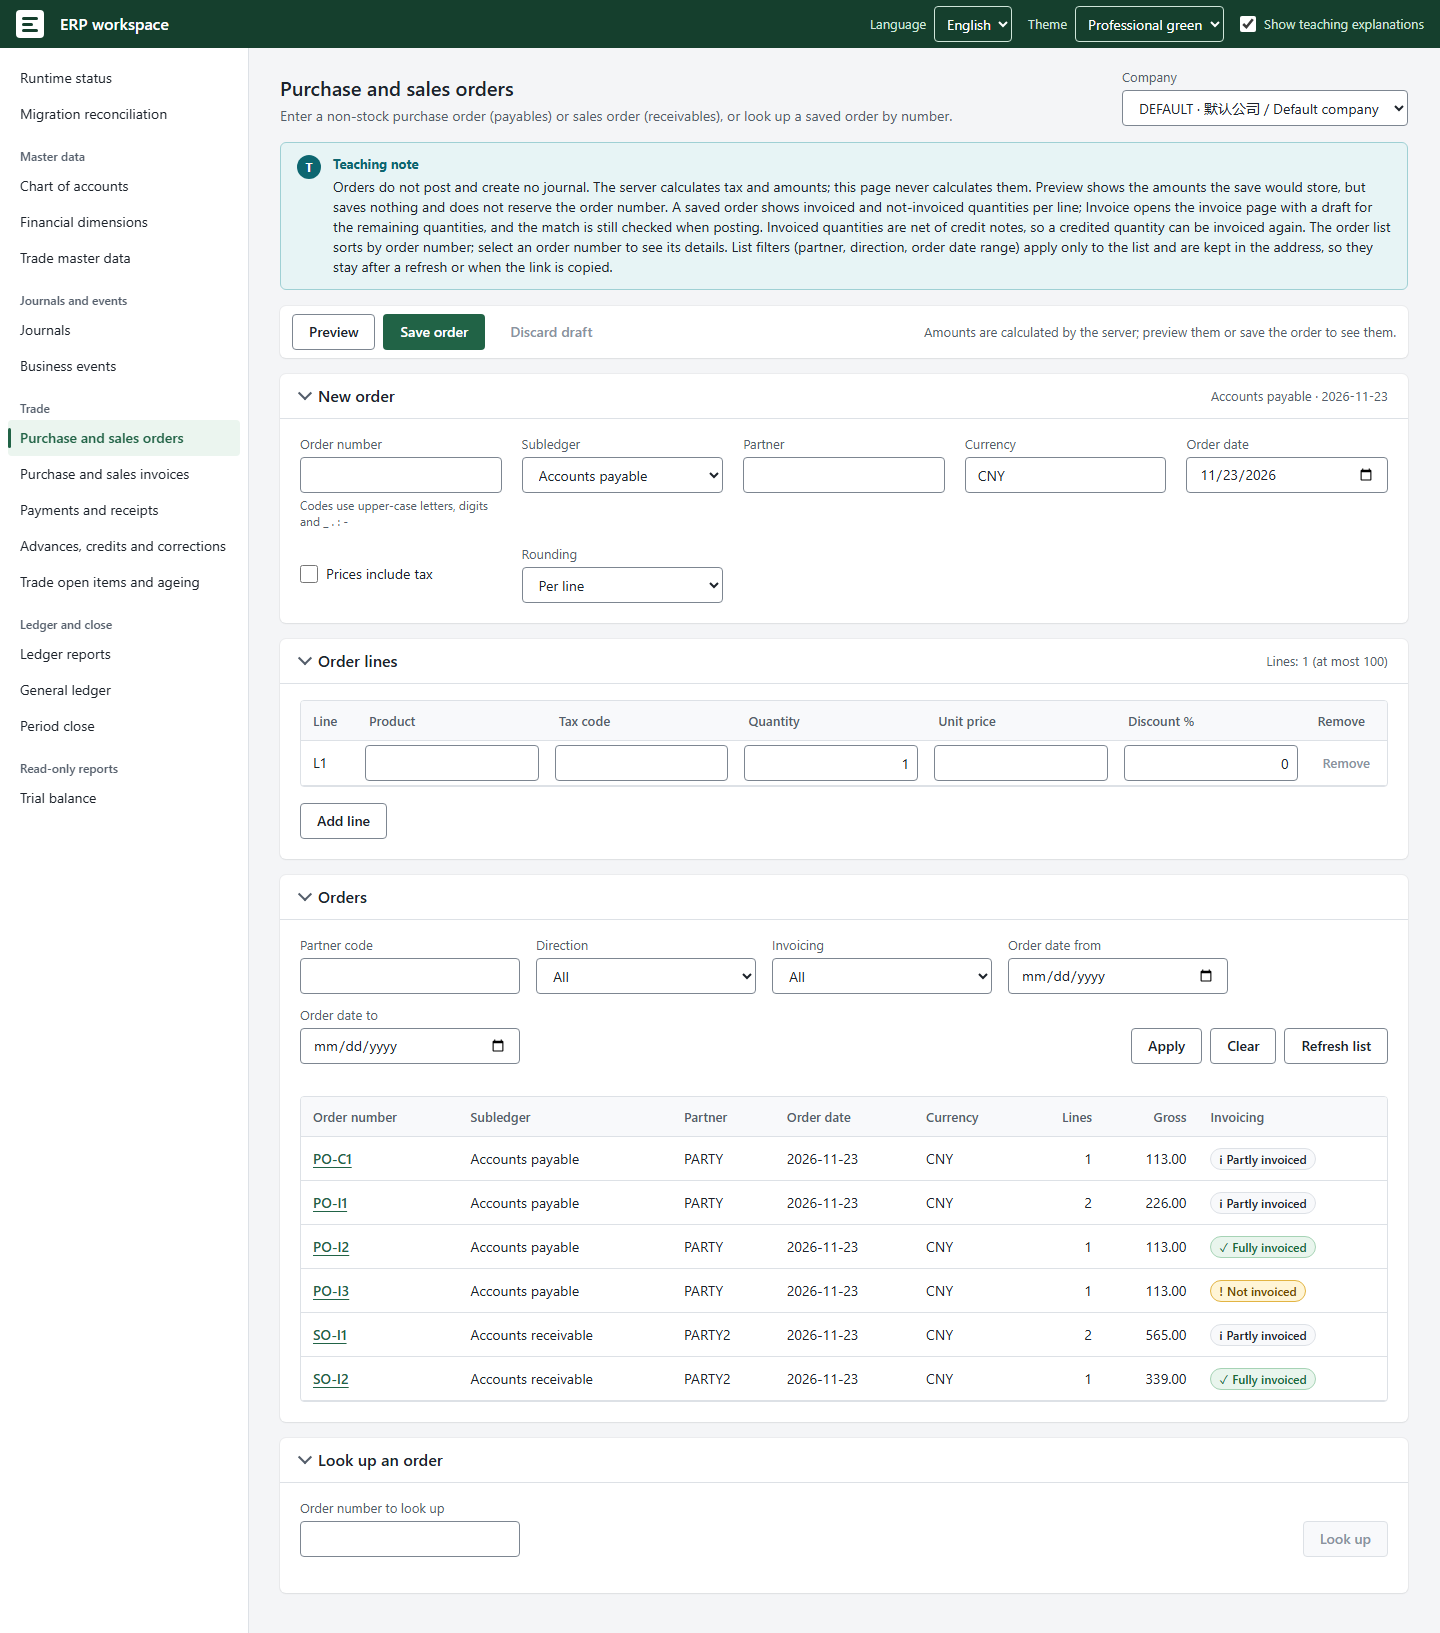 ERP workspace
Language English Theme Professional green Show teaching explanations
Runtime status
Migration reconciliation
Master data
Chart of accounts
Financial dimensions
Trade master data
Journals and events
Journals
Business events
Trade
Purchase and sales orders
Purchase and sales invoices
Payments and receipts
Advances, credits and corrections
Trade open items and ageing
Ledger and close
Ledger reports
General ledger
Period close
Read-only reports
Trial balance
Purchase and sales orders
Enter a non-stock purchase order (payables) or sales order (receivables), or look up a saved order by number.
Company
DEFAULT · 默认公司 / Default company
T
Teaching note
Orders do not post and create no journal. The server calculates tax and amounts; this page never calculates them. Preview shows the amounts the save would store, but
saves nothing and does not reserve the order number. A saved order shows invoiced and not-invoiced quantities per line; Invoice opens the invoice page with a draft for
the remaining quantities, and the match is still checked when posting. Invoiced quantities are net of credit notes, so a credited quantity can be invoiced again. The order list
sorts by order number; select an order number to see its details. List filters (partner, direction, order date range) apply only to the list and are kept in the address, so they
stay after a refresh or when the link is copied.
Preview Save order Discard draft Amounts are calculated by the server; preview them or save the order to see them.
New order Accounts payable · 2026-11-23
Order number Subledger Partner Currency Order date
Accounts payable CNY 11/23/2026
Codes use upper-case letters, digits
and _ . : -
Rounding
Prices include tax Per line
Order lines Lines: 1 (at most 100)
Line Product Tax code Quantity Unit price Discount % Remove
L1 1 0 Remove
Add line
Orders
Partner code Direction Invoicing Order date from
All All mm/dd/yyyy
Order date to
mm/dd/yyyy Apply Clear Refresh list
Order number Subledger Partner Order date Currency Lines Gross Invoicing
PO-C1 Accounts payable PARTY 2026-11-23 CNY 1 113.00 i Partly invoiced
PO-I1 Accounts payable PARTY 2026-11-23 CNY 2 226.00 i Partly invoiced
PO-I2 Accounts payable PARTY 2026-11-23 CNY 1 113.00 ✓ Fully invoiced
PO-I3 Accounts payable PARTY 2026-11-23 CNY 1 113.00 ! Not invoiced
SO-I1 Accounts receivable PARTY2 2026-11-23 CNY 2 565.00 i Partly invoiced
SO-I2 Accounts receivable PARTY2 2026-11-23 CNY 1 339.00 ✓ Fully invoiced
Look up an order
Order number to look up
Look up